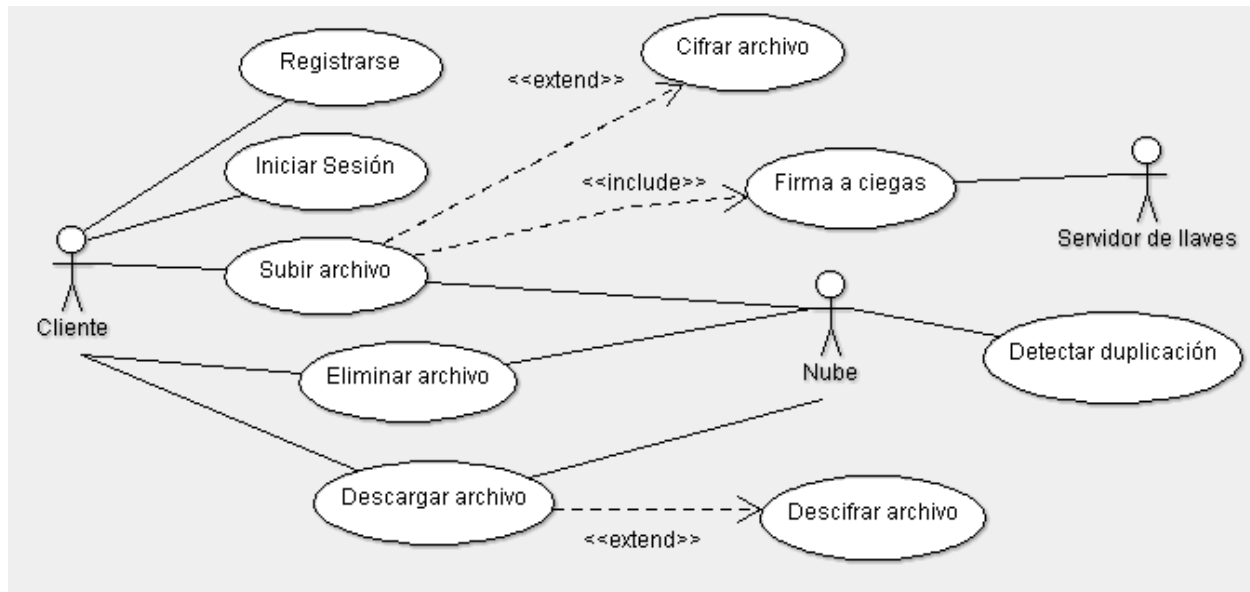 Cifrar archivo
Registrarse
<<extend>>
Iniciar Sesión
<<include>>
Firma a ciegas
Servidor de llaves
Subir archivo
Cliente
Detectar duplicación
Eliminar archivo
Nube
Descargar archivo
Descifrar archivo
<<extend>>